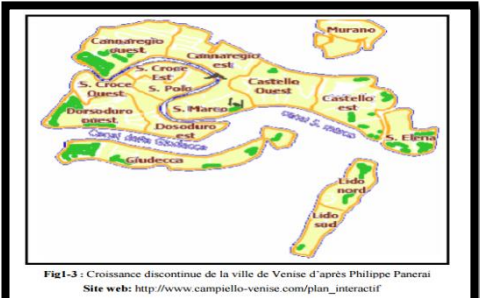 Murano
Cannaregio
ouest
Cannaregio
est
S. Croce
Est
S. Croce
Ouest
S. Polo
Castello
Ouest
S. Marco
Castello
est
Dorsoduro
ouest
Dosoduro
est
Canal della Giudecca
canal S. marco
S. Elena
Giudecca
Lido
nord
Lido
sud
Fig1-3 : Croissance discontinue de la ville de Venise d'après Philippe Panerai
Site web: http://www.campiello-venise.com/plan_interactif